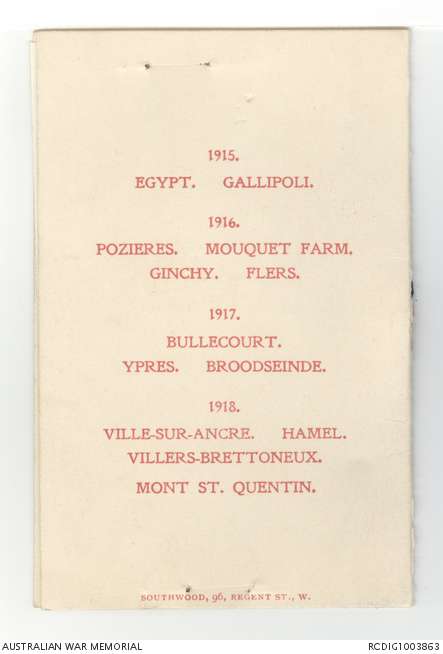 1915.
EGYPT. GALLIPOLI.
1916.
POZIERES. MOUQUET FARM.
GINCHY. FLERS.
1917.
BULLECOURT.
YPRES. BROODSEINDE.
1918.
VILLE-SUR-ANCRE. HAMEL.
VILLERS-BRETTONEUX.
MONT ST. QUENTIN.
SOUTHWOOD, 96, REGENT ST., W.
AUSTRALIAN WAR MEMORIAL RCDIG1003863